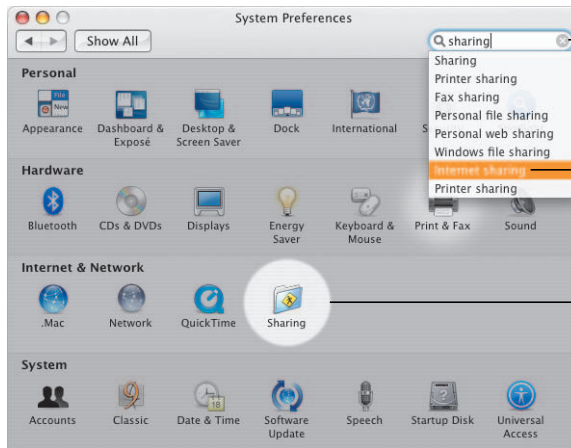 System Preferences
Show All
sharing
Sharing
Printer sharing
Fax sharing
Personal file sharing
Personal web sharing
Windows file sharing
Internet sharing
Printer sharing
Personal
File
New
Appearance
Dashboard &
Exposé
Desktop &
Screen Saver
Dock
International
S
Hardware
Bluetooth
CDs & DVDs
Displays
Energy
Saver
Keyboard &
Mouse
Print & Fax
Sound
Internet & Network
.Mac
Network
QuickTime
Sharing
System
9
18
?
Accounts
Classic
Date & Time
Software
Update
Speech
Startup Disk
Universal
Access